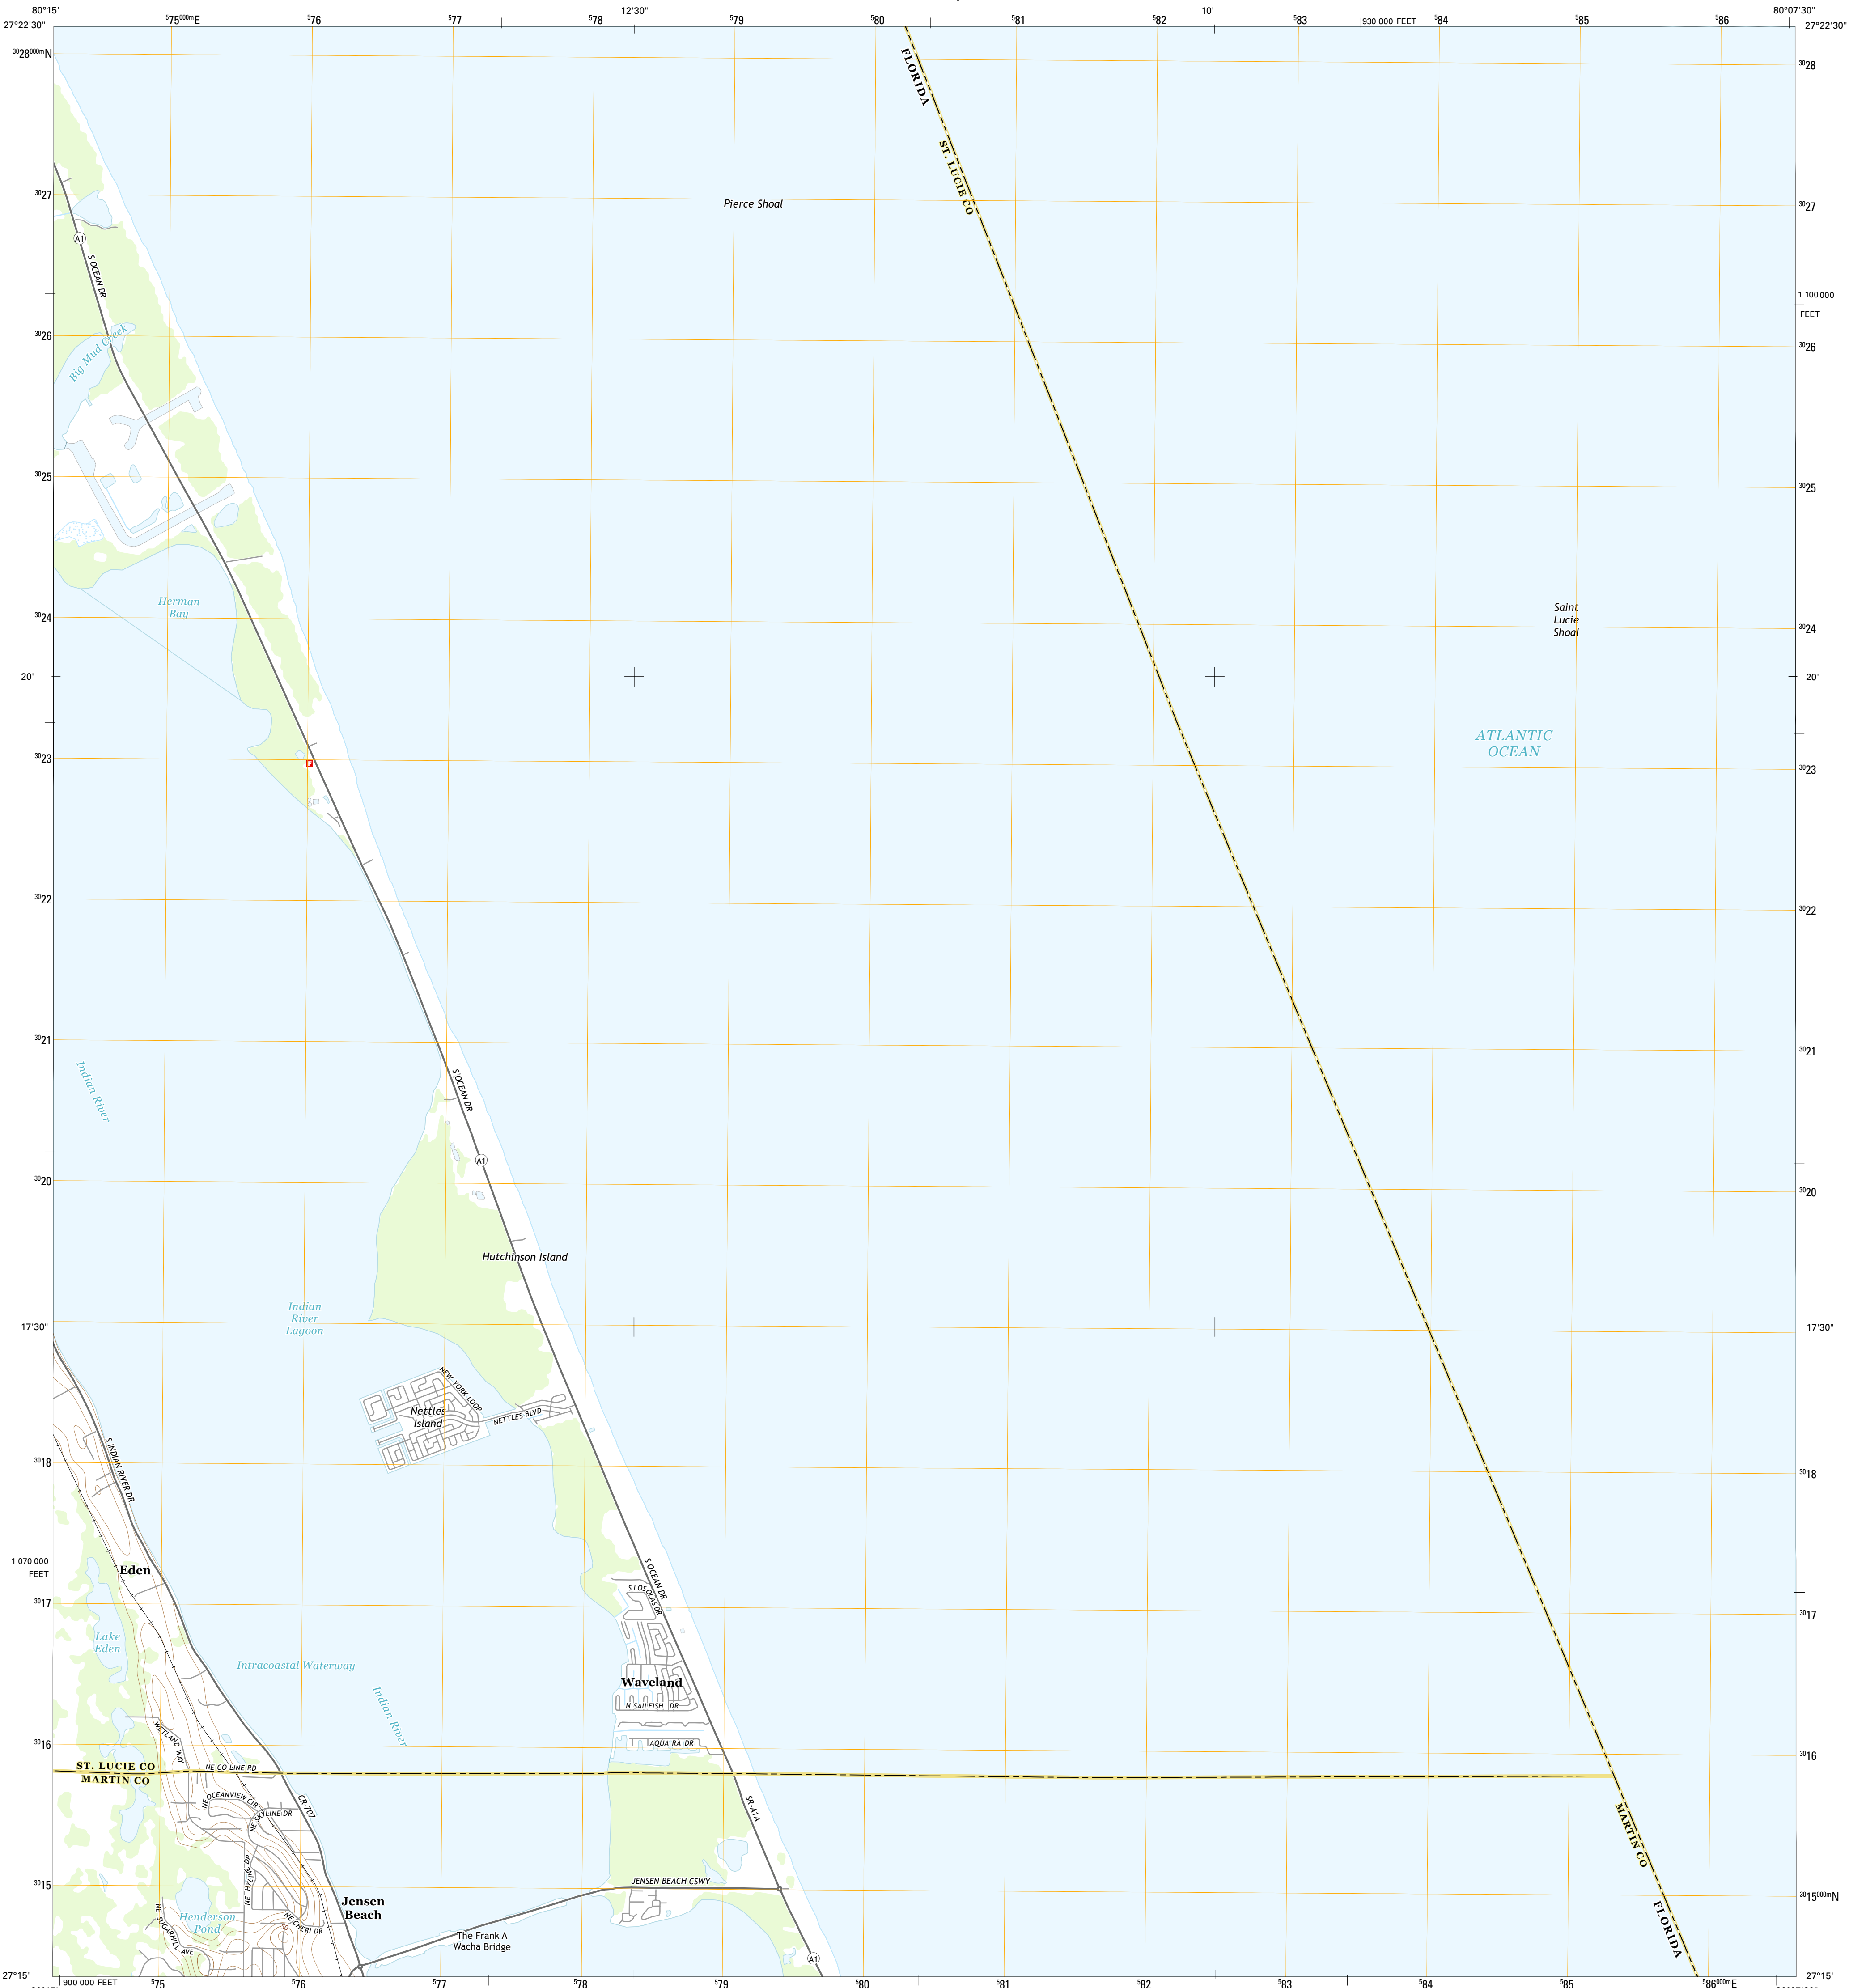 80°15'
⁵75⁰⁰⁰ᵐE
⁵76
⁵77
⁵78
12'30"
⁵79
⁵80
⁵81
⁵82
10'
⁵83
930 000 FEET
⁵84
⁵85
⁵86
80°07'30"
27°22'30"
27°22'30"
³⁰28⁰⁰⁰ᵐN
³⁰28
FLORIDA
ST. LUCIE CO
³⁰27
Pierce Shoal
³⁰27
A1
S OCEAN DR
1 100 000
FEET
³⁰26
Big Mud Creek
³⁰26
³⁰25
³⁰25
Herman
Bay
³⁰24
Saint
Lucie
Shoal
³⁰24
20'
20'
ATLANTIC
OCEAN
³⁰23
F
³⁰23
³⁰22
³⁰22
³⁰21
³⁰21
Indian River
S OCEAN DR
A1
³⁰20
³⁰20
Hutchinson Island
Indian
River
Lagoon
17'30"
17'30"
NEW YORK LOOP
Nettles
Island
NETTLES BLVD
S INDIAN RIVER DR
³⁰18
³⁰18
1 070 000
FEET
Eden
S OCEAN DR
S LOS OLAS DR
³⁰17
³⁰17
Lake
Eden
Intracoastal Waterway
Indian River
Waveland
N SAILFISH DR
WETLAND WAY
AQUA RA DR
³⁰16
³⁰16
ST. LUCIE CO
MARTIN CO
NE CO LINE RD
NE OCEANVIEW CIR
NE SKYLINE DR
CR-707
SR-A1A
MARTIN CO
NE HYLINE DR
JENSEN BEACH CSWY
³⁰15
³⁰15⁰⁰⁰ᵐN
Jensen
Beach
Henderson
Pond
NE SUGARHILL AVE
NE CHERI DR
50
The Frank A
Wacha Bridge
A1
FLORIDA
27°15'
27°15'
900 000 FEET
⁵75
⁵76
⁵77
⁵78
⁵79
⁵80
⁵81
⁵82
⁵83
⁵84
⁵85
⁵86⁰⁰⁰ᵐE